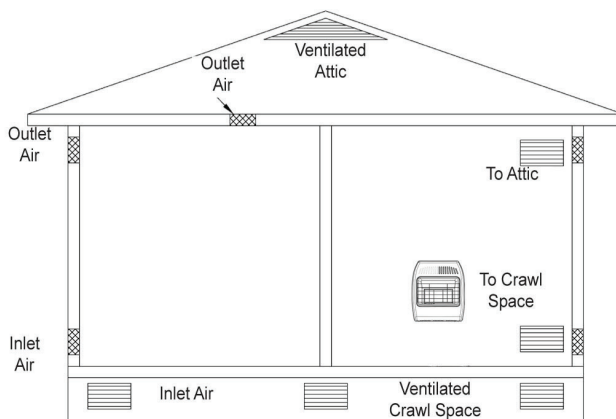 Ventilated
Attic
Outlet
Air
Outlet
Air
To Attic
To Crawl
Space
Inlet
Air
Inlet Air
Ventilated
Crawl Space